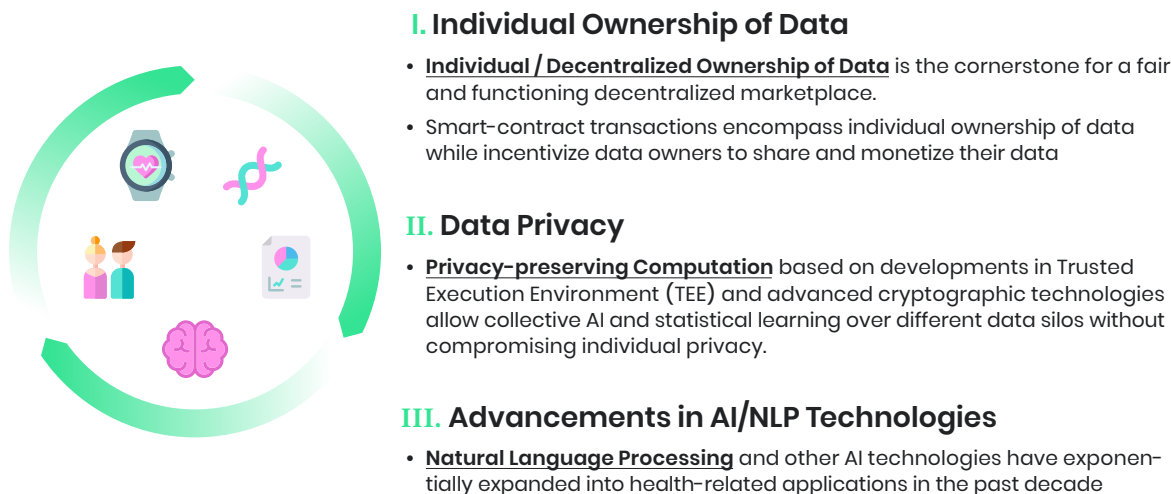 I. Individual Ownership of Data
• Individual / Decentralized Ownership of Data is the cornerstone for a fair
and functioning decentralized marketplace.
• Smart-contract transactions encompass individual ownership of data
while incentivize data owners to share and monetize their data
II. Data Privacy
• Privacy-preserving Computation based on developments in Trusted
Execution Environment (TEE) and advanced cryptographic technologies
allow collective AI and statistical learning over different data silos without
compromising individual privacy.
III. Advancements in AI/NLP Technologies
• Natural Language Processing and other AI technologies have exponen-
tially expanded into health-related applications in the past decade